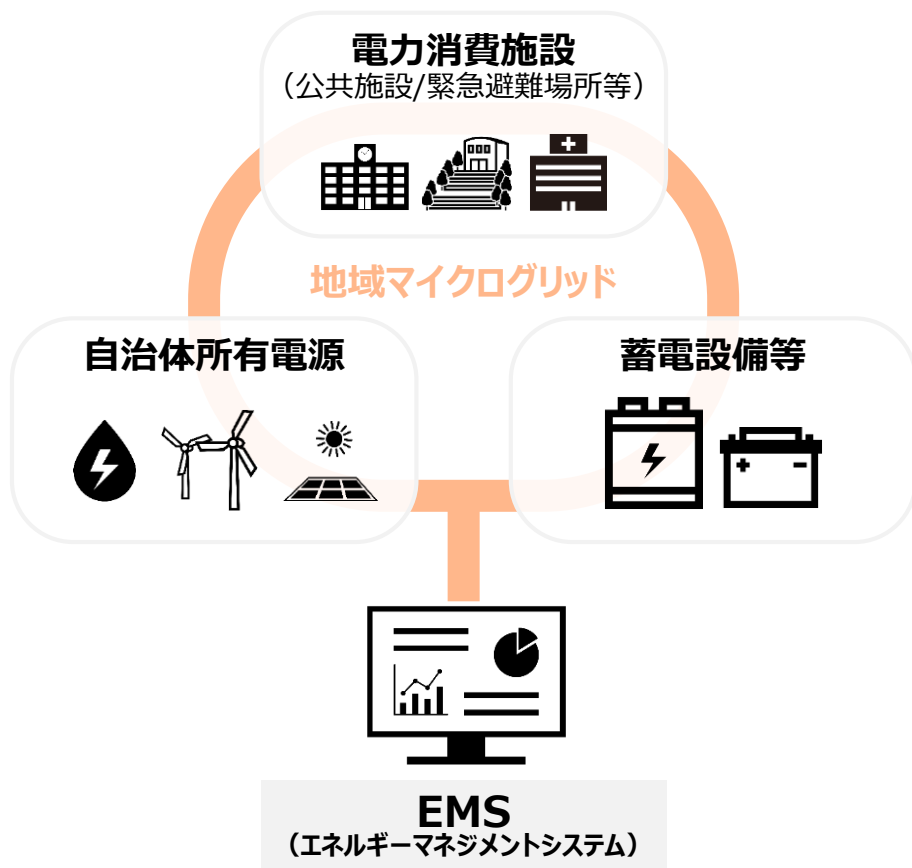 電力消費施設
（公共施設/緊急避難場所等）
地域マイクログリッド
自治体所有電源
蓄電設備等
EMS
（エネルギーマネジメントシステム）